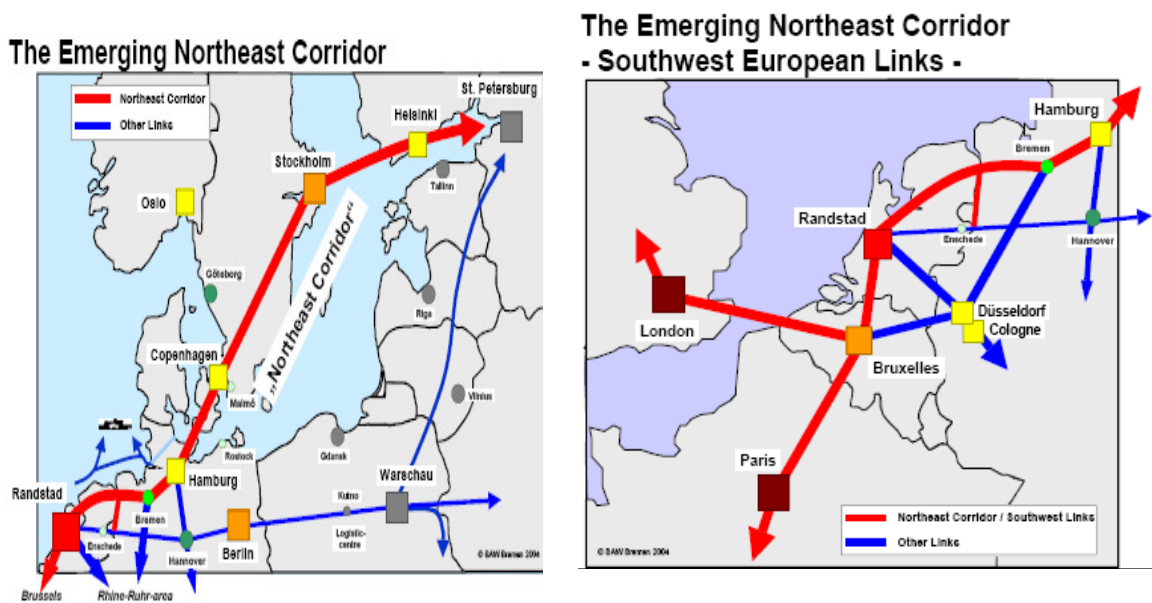 The Emerging Northeast Corridor
Northeast Corridor
Other Links
St. Petersburg
Helsinki
Stockholm
Tallinn
Oslo
„Northeast Corridor“
Göteborg
Riga
Copenhagen
Malmö
Vilnius
Rostock
Gdansk
Hamburg
Warschau
Randstad
Kutno
Bremen
Logistic-
centre
Enschede
Berlin
Hannover
© BAW Bremen 2004
Brussels
Rhine-Ruhr-area
The Emerging Northeast Corridor
- Southwest European Links -
Hamburg
Bremen
Randstad
Enschede
Hannover
London
Düsseldorf
Cologne
Bruxelles
Paris
Northeast Corridor / Southwest Links
Other Links
© BAW Bremen 2004